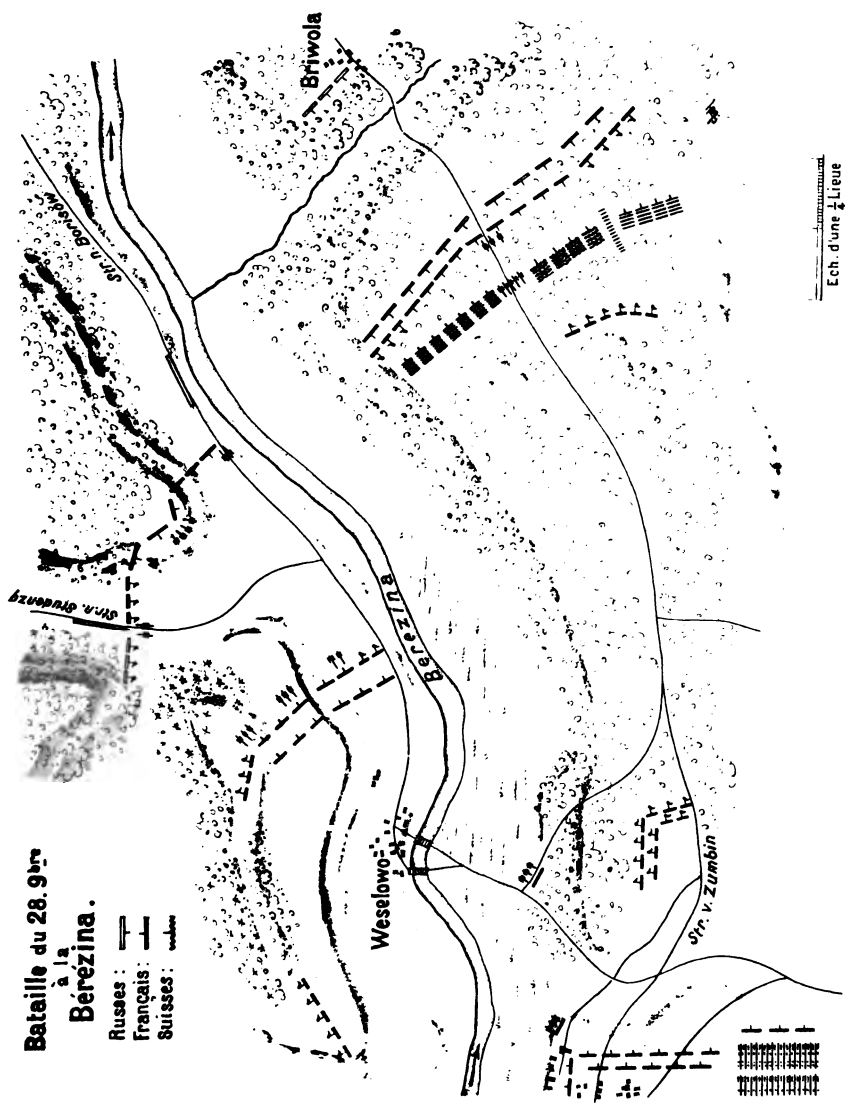 Bataille du 28. 9bre
à la
Bérezina.
Russes:
Français:
Suisses:
Weselowo
Str. n. Studenzy
Str. n. Borisow
Berezina
Briwola
Str. v. Zumbin
Ech. d'une ¼ Lieue